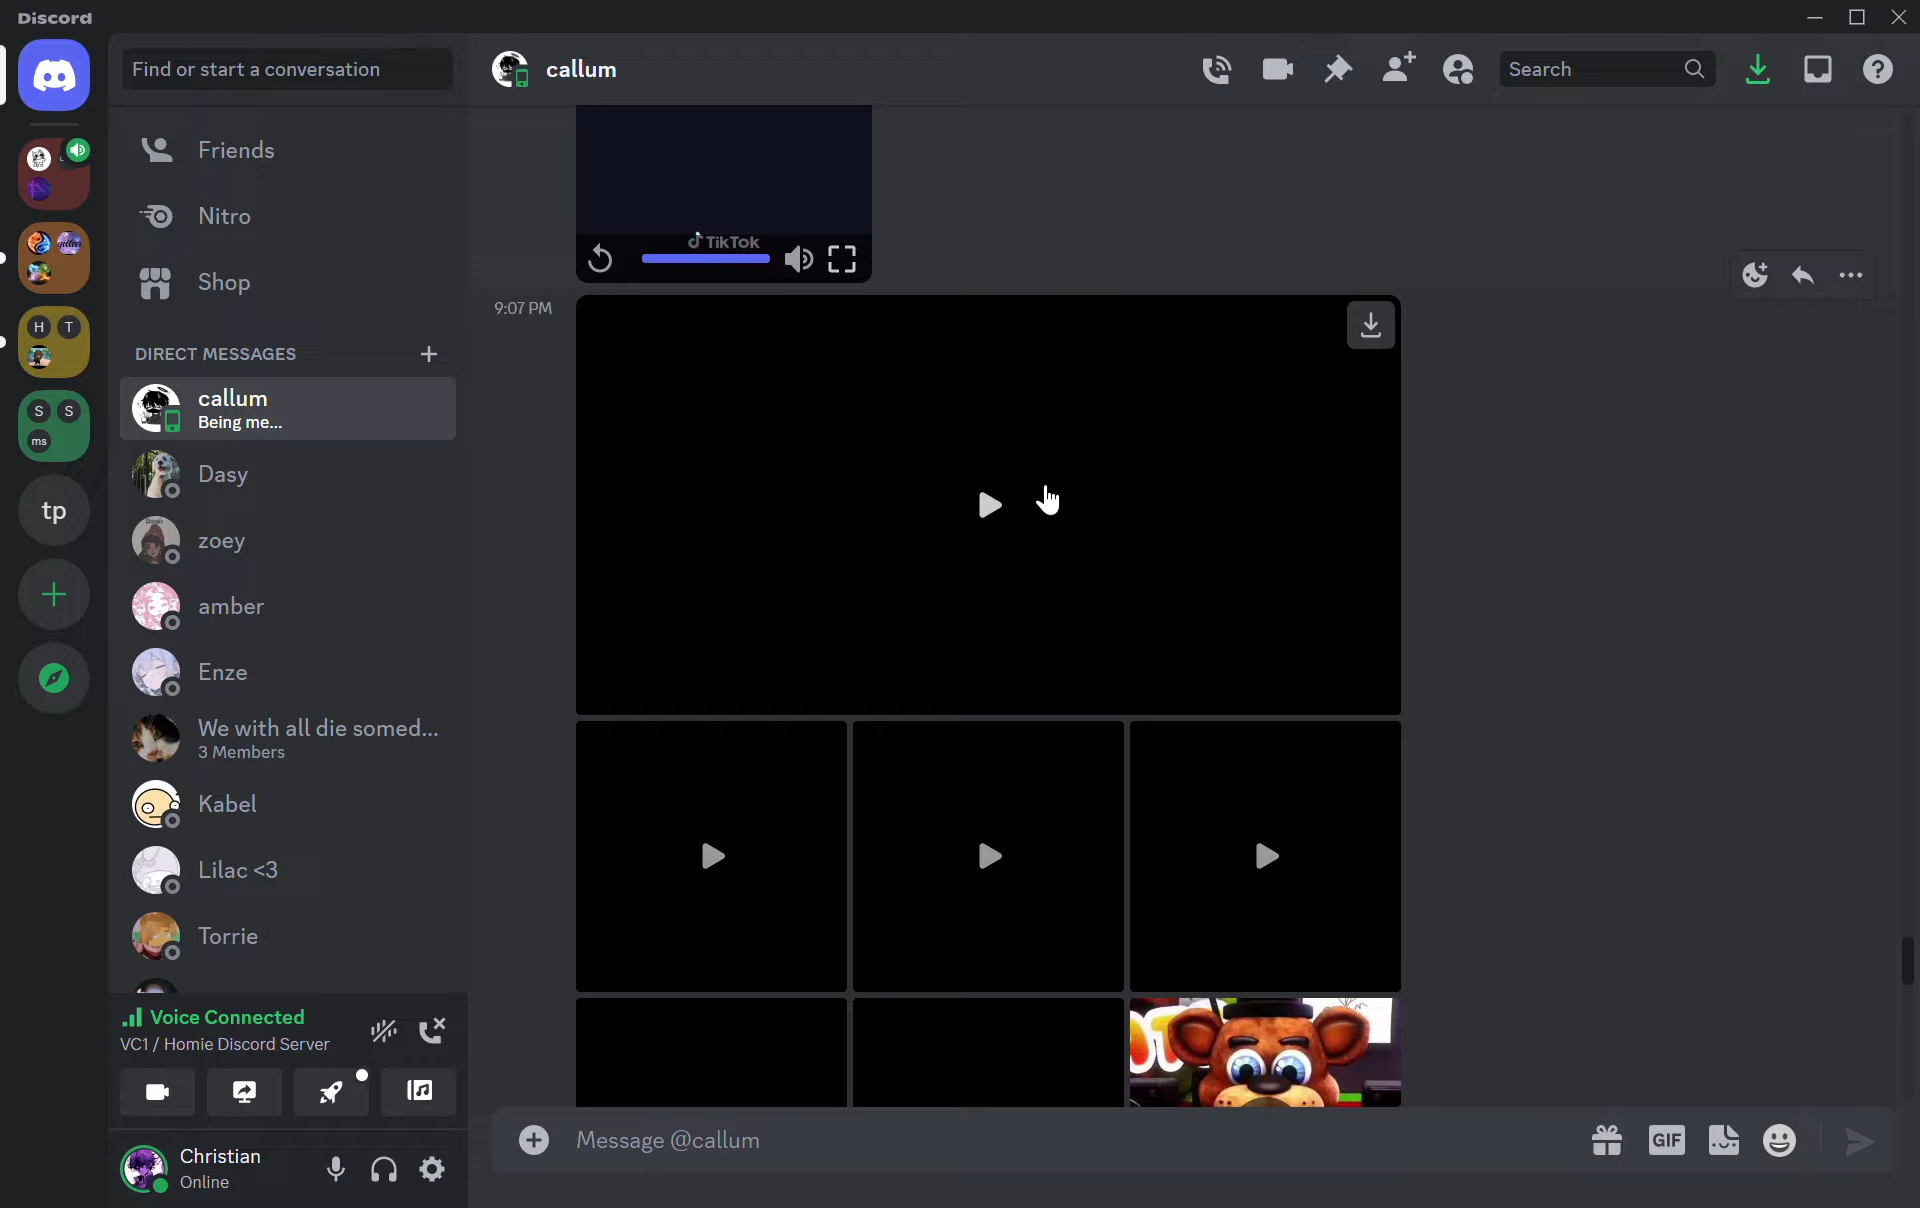 Discord
Find or start a conversation
callum
Search
Friends
Nitro
Shop
DIRECT MESSAGES
callum
Being me...
Dasy
zoey
amber
Enze
We with all die somed...
3 Members
Kabel
Lilac <3
Torrie
Voice Connected
VC1 / Homie Discord Server
Christian
Online
H T
S S
ms
tp
TikTok
9:07 PM
Message @callum
GIF